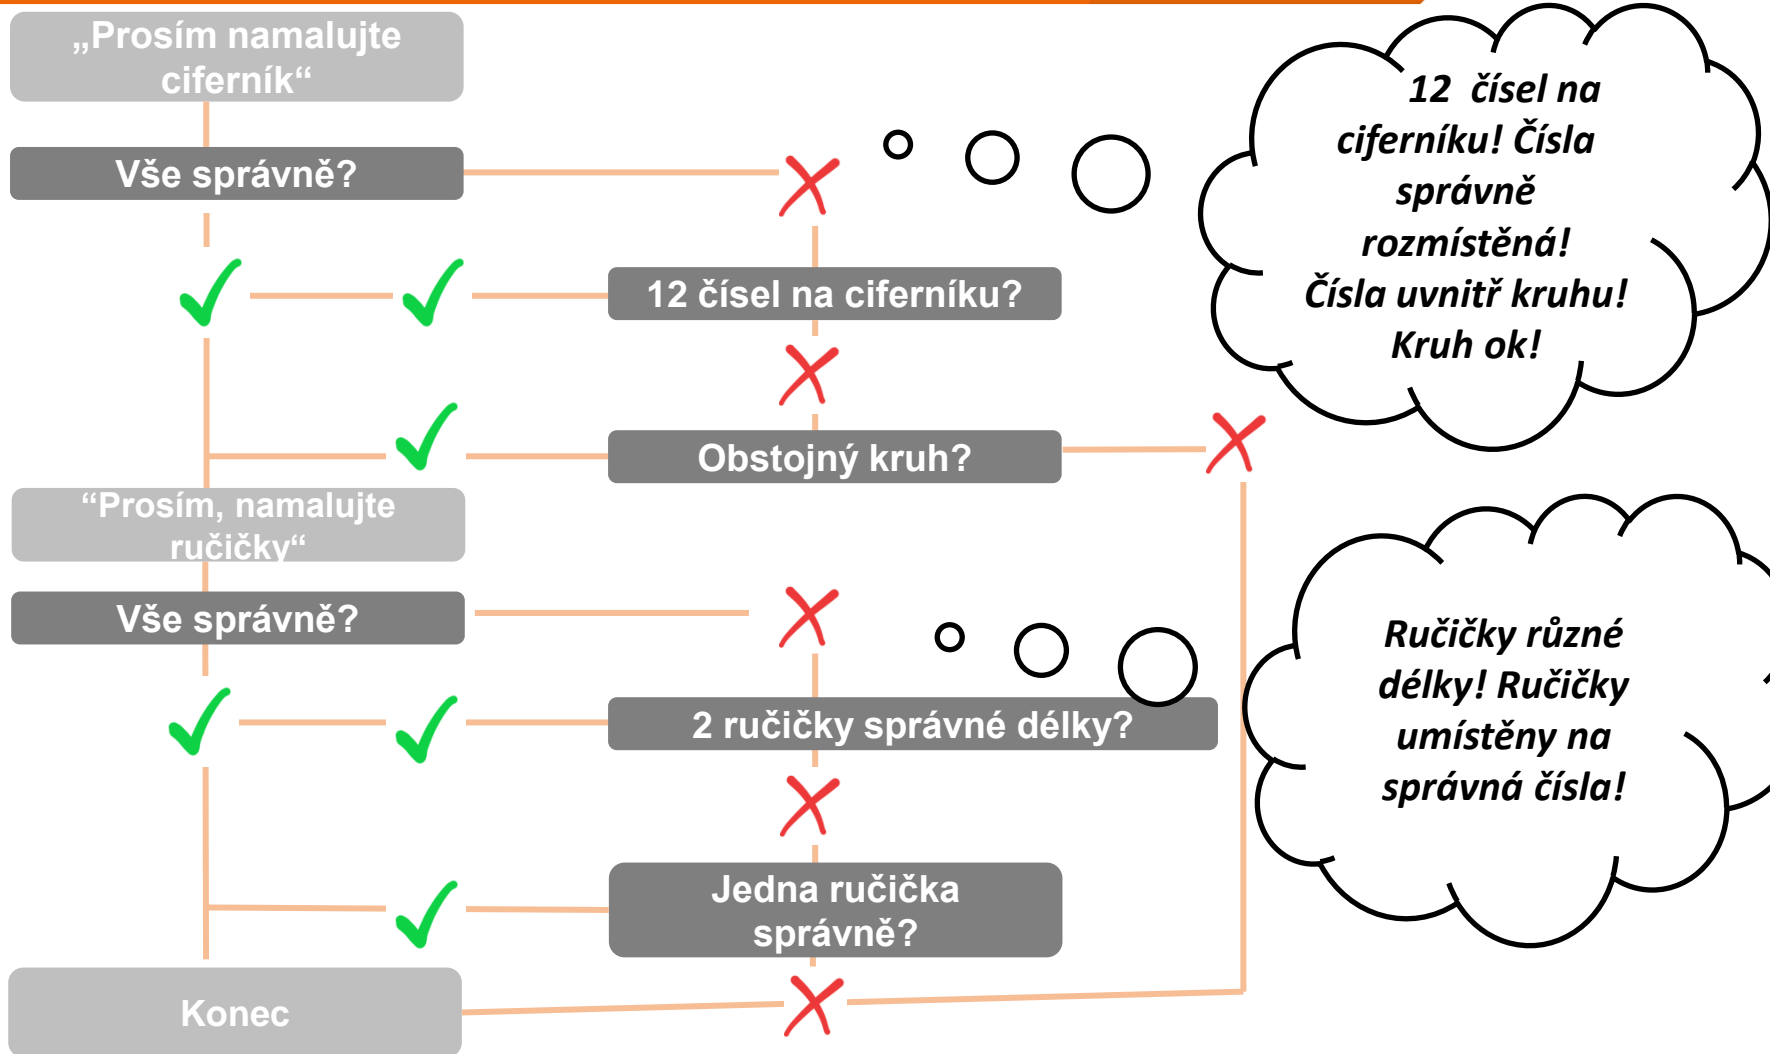 „Prosím namalujte
ciferník“
Vše správně?
12 čísel na ciferníku?
Obstojný kruh?
“Prosím, namalujte
ručičky“
Vše správně?
2 ručičky správné délky?
Jedna ručička
správně?
Konec
12 čísel na
ciferníku! Čísla
správně
rozmístěná!
Čísla uvnitř kruhu!
Kruh ok!
Ručičky různé
délky! Ručičky
umístěny na
správná čísla!